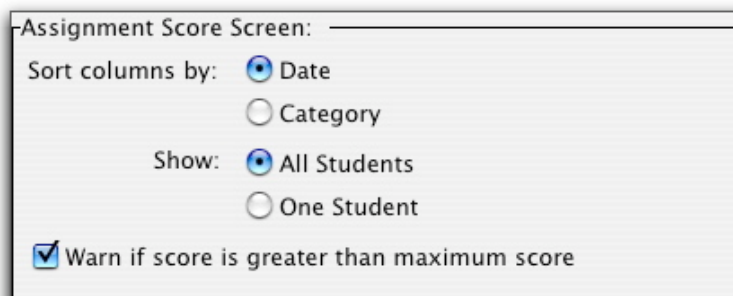 Assignment Score Screen:
Sort columns by: Date
Category
Show: All Students
One Student
Warn if score is greater than maximum score